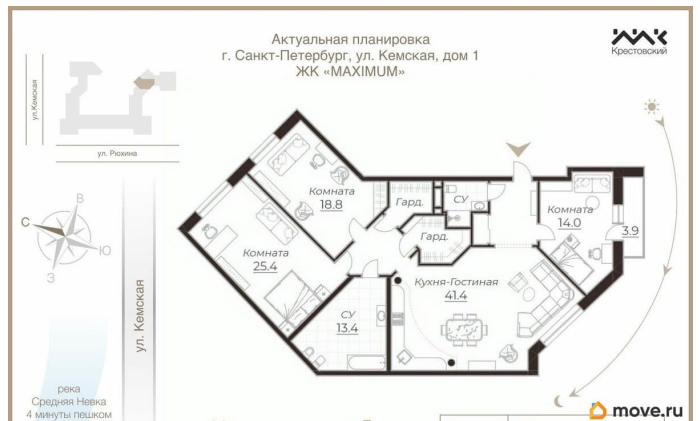 Актуальная планировка
г. Санкт-Петербург, ул. Кемская, дом 1
ЖК «MAXIMUM»
Крестовский
ул.Кемская
ул. Рюхина
С
В
Ю
З
ул. Кемская
река
Средняя Невка
4 минуты пешком
Комната
18.8
Гард.
СУ
Комната
14.0
3.9
Гард.
Комната
25.4
Кухня-Гостиная
41.4
СУ
13.4
move.ru